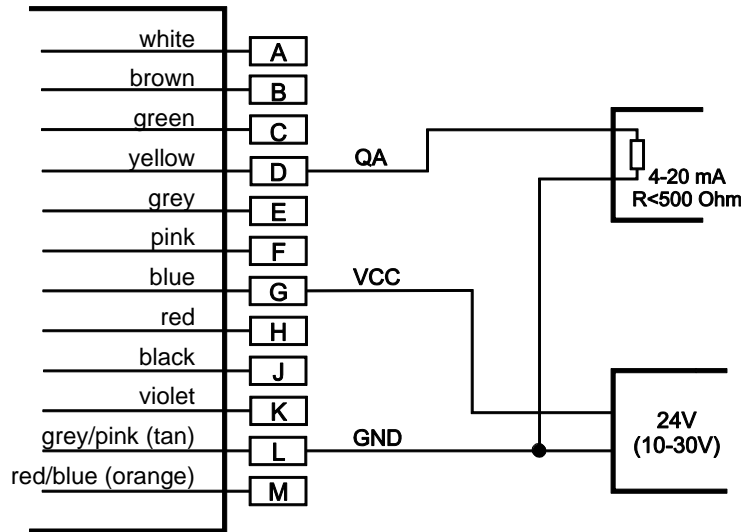 white A
brown B
green C
yellow D QA
4-20 mA
R<500 Ohm
grey E
pink F
blue G VCC
red H
black J
violet K
24V
(10-30V)
grey/pink (tan) L GND
red/blue (orange) M